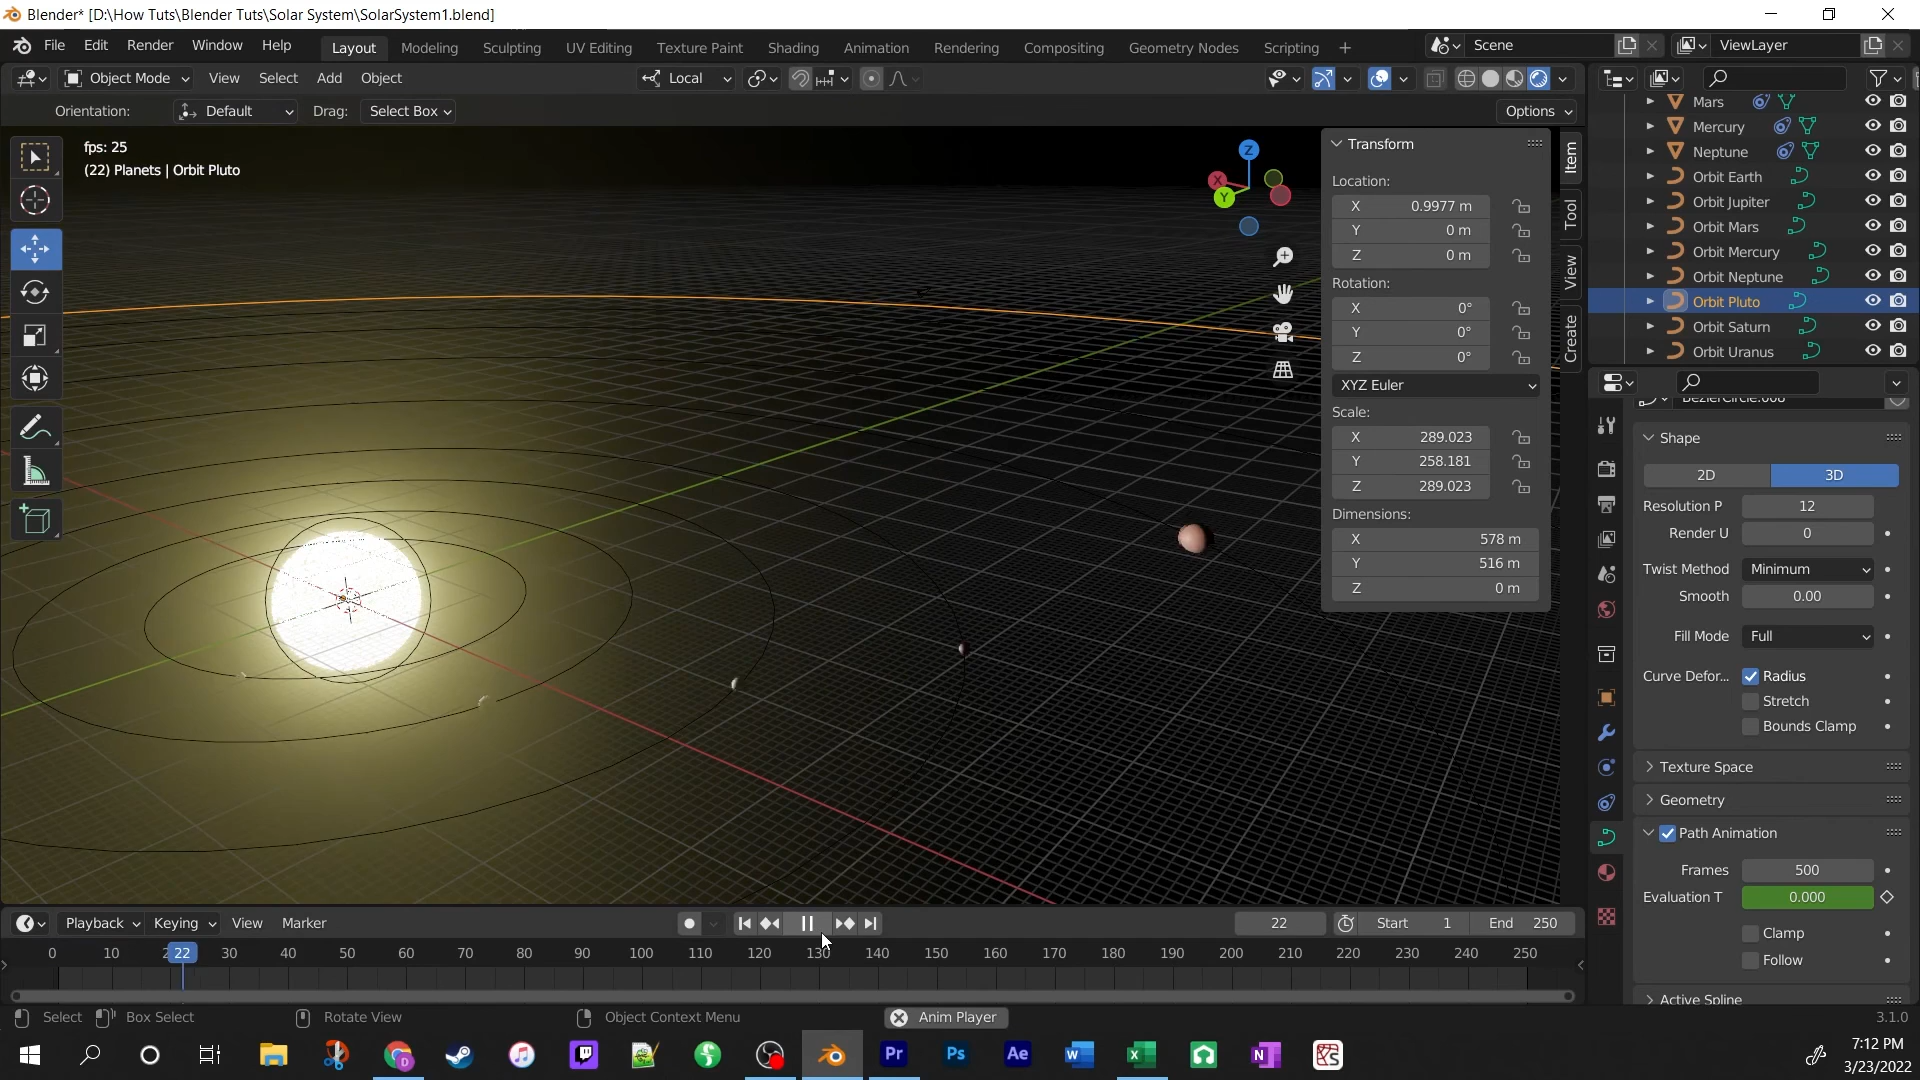 Blender* [D:\How Tuts\Blender Tuts\Solar System\SolarSystem1.blend]
File Edit Render Window Help Layout Modeling Sculpting UV Editing Texture Paint Shading Animation Rendering Compositing Geometry Nodes Scripting + Scene ViewLayer
Object Mode View Select Add Object Local
Orientation: Default Drag: Select Box Options
fps: 25
(22) Planets | Orbit Pluto
X
Y
Z
Transform
Location:
X 0.9977 m
Y 0 m
Z 0 m
Rotation:
X 0°
Y 0°
Z 0°
XYZ Euler
Scale:
X 289.023
Y 258.181
Z 289.023
Dimensions:
X 578 m
Y 516 m
Z 0 m
Item
Tool
View
Create
Mars
Mercury
Neptune
Orbit Earth
Orbit Jupiter
Orbit Mars
Orbit Mercury
Orbit Neptune
Orbit Pluto
Orbit Saturn
Orbit Uranus
BezierCircle.008
Shape
2D 3D
Resolution P 12
Render U 0
Twist Method Minimum
Smooth 0.00
Fill Mode Full
Curve Defor... Radius
Stretch
Bounds Clamp
Texture Space
Geometry
Path Animation
Frames 500
Evaluation T 0.000
Clamp
Follow
Active Spline
Playback Keying View Marker 22 Start 1 End 250
0 10 2 22 30 40 50 60 70 80 90 100 110 120 130 140 150 160 170 180 190 200 210 220 230 240 250
Select Box Select Rotate View Object Context Menu Anim Player 3.1.0
Pr Ps Ae W X N
7:12 PM
3/23/2022